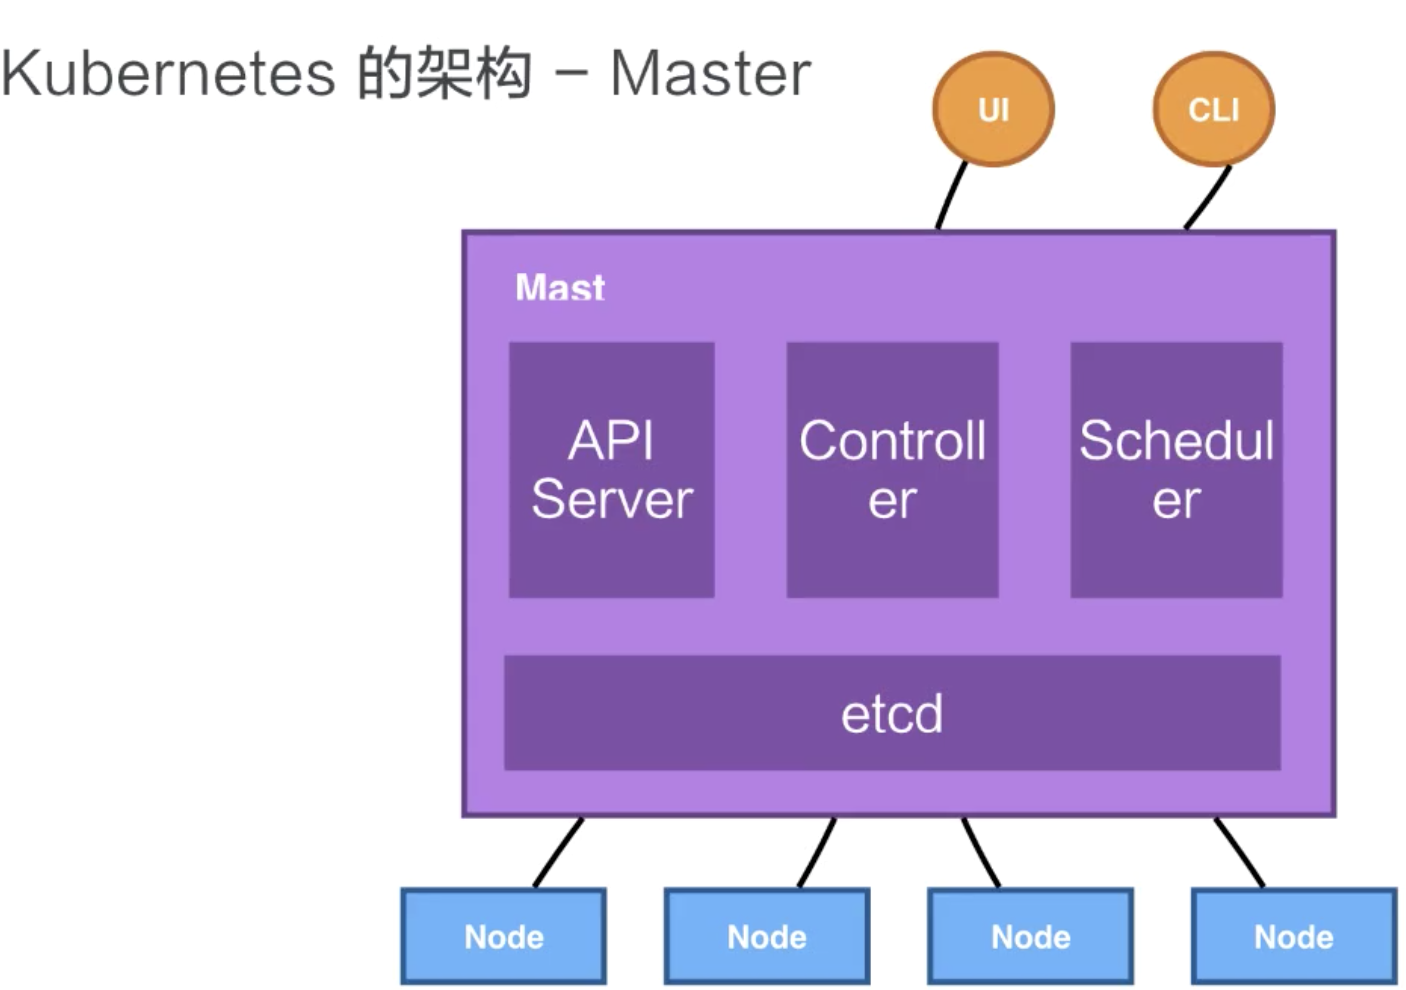 Kubernetes 的架构 – Master
UI
CLI
Mast
API
Server
Controll
er
Schedul
er
etcd
Node
Node
Node
Node